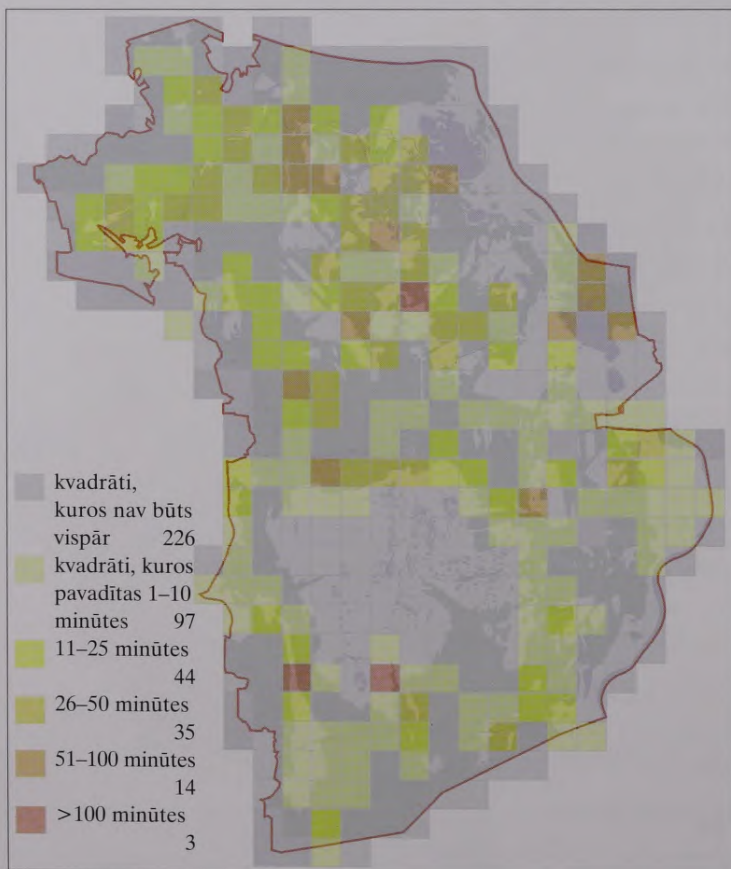 kvadrāti,
kuros nav būts
vispār 226
kvadrāti, kuros
pavadītas 1–10
minūtes 97
11–25 minūtes
44
26–50 minūtes
35
51–100 minūtes
14
>100 minūtes
3